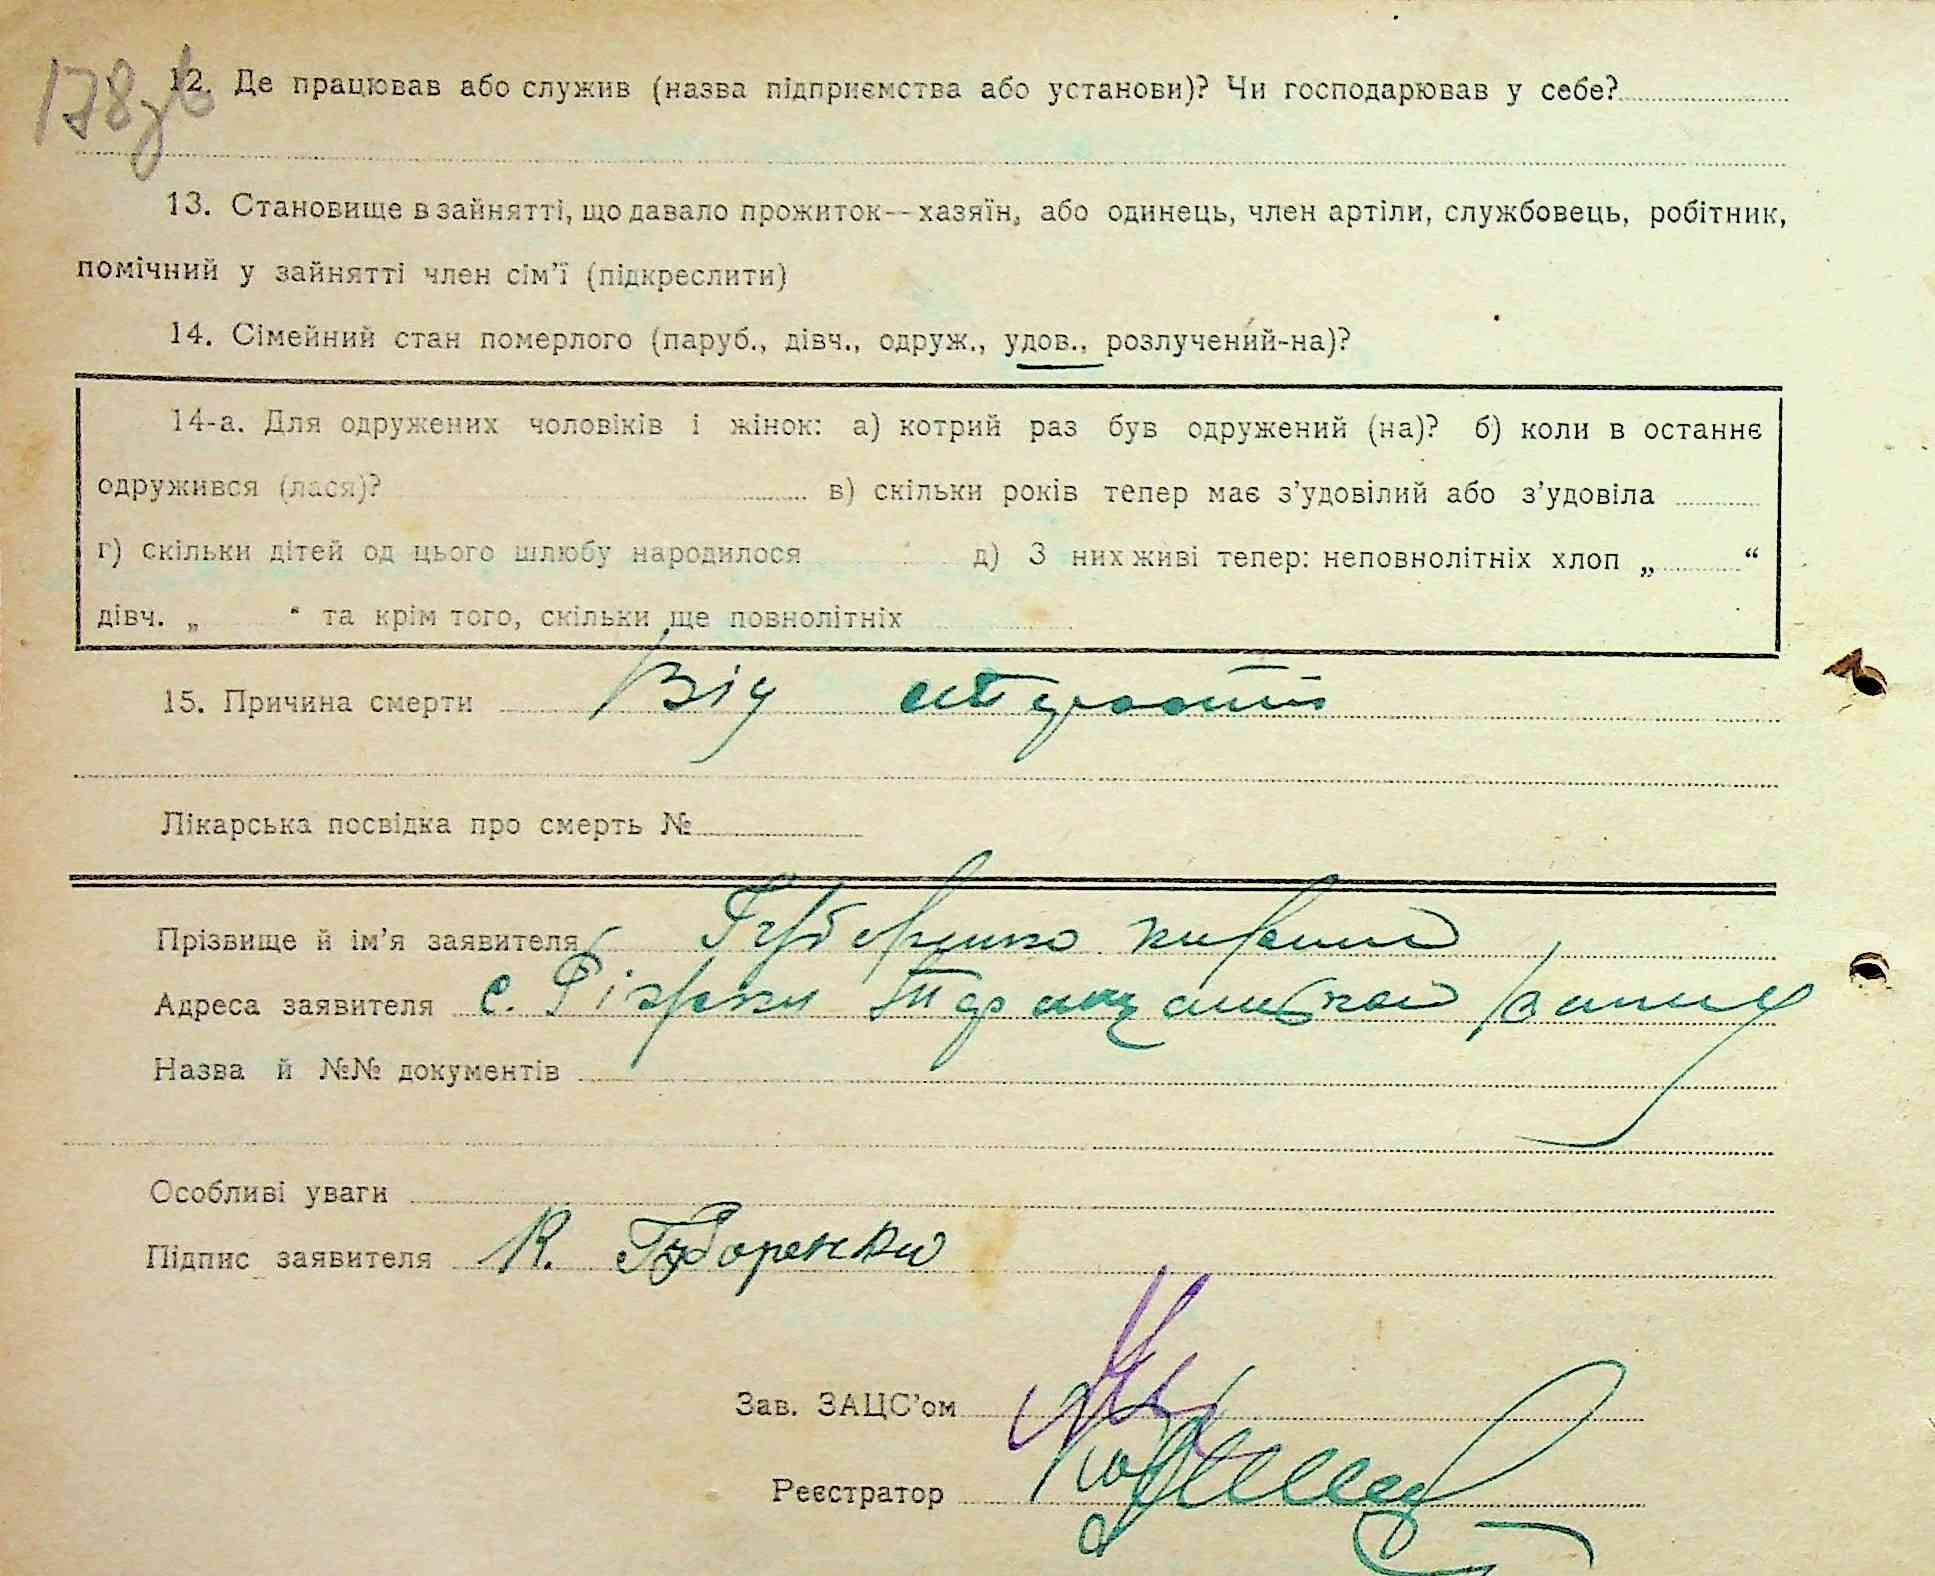 178зв
12. Де працював або служив (назва підприємства або установи)? Чи господарював у себе?
13. Становище в зайнятті, що давало прожиток--хазяїн, або одинець, член артіли, службовець, робітник,
помічний у зайнятті член сім'ї (підкреслити)
14. Сімейний стан померлого (паруб., дівч., одруж., удов., розлучений-на)?
14-а. Для одружених чоловіків і жінок: а) котрий раз був одружений (на)? б) коли в останнє
одружився (лася)? в) скільки років тепер має з'удовілий або з'удовіла
г) скільки дітей од цього шлюбу народилося д) З них живі тепер: неповнолітніх хлоп „ “
дівч. „ “ та крім того, скільки ще повнолітніх
15. Причина смерти Від старости
Лікарська посвідка про смерть №
Прізвище й ім'я заявителя Губоренко
Адреса заявителя с. Ріжки Таращанской
Назва й №№ документів
Особливі уваги
Підпис заявителя К. Губоренко
Зав. ЗАЦС'ом
Реєстратор